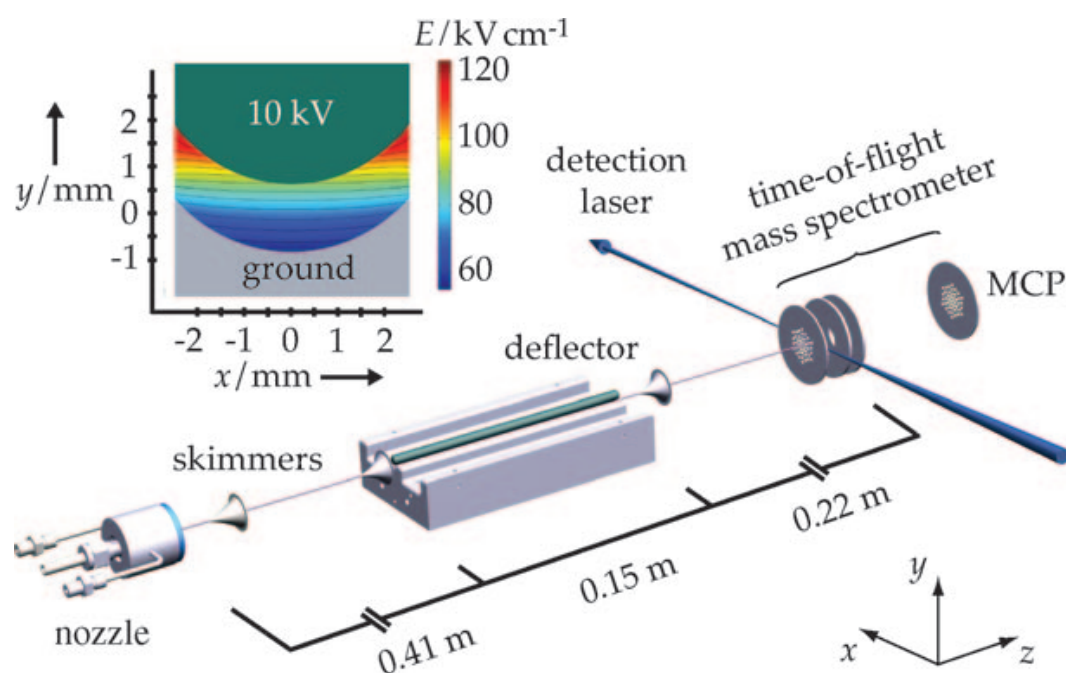 E / kV cm-1
120
100
80
60
10 kV
ground
y / mm
2
1
0
-1
-2 -1 0 1 2
x / mm
detection
laser
time-of-flight
mass spectrometer
MCP
deflector
skimmers
nozzle
0.41 m
0.15 m
0.22 m
y
x
z